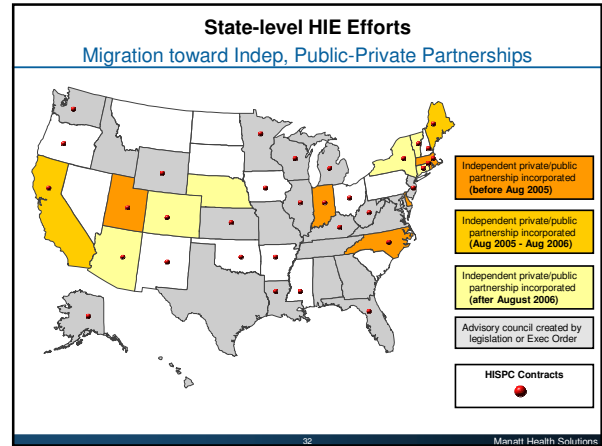 State-level HIE Efforts
Migration toward Indep, Public-Private Partnerships
Independent private/public
partnership incorporated
(before Aug 2005)
Independent private/public
partnership incorporated
(Aug 2005 - Aug 2006)
Independent private/public
partnership incorporated
(after August 2006)
Advisory council created by
legislation or Exec Order
HISPC Contracts
32
Manatt Health Solutions